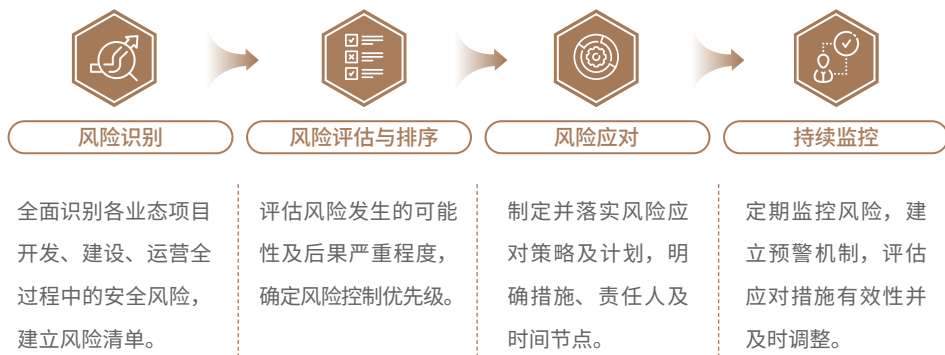 风险识别
风险评估与排序
风险应对
持续监控
全面识别各业态项目
开发、建设、运营全
过程中的安全风险，
建立风险清单。
评估风险发生的可能
性及后果严重程度，
确定风险控制优先级。
制定并落实风险应
对策略及计划，明
确措施、责任人及
时间节点。
定期监控风险，建
立预警机制，评估
应对措施有效性并
及时调整。